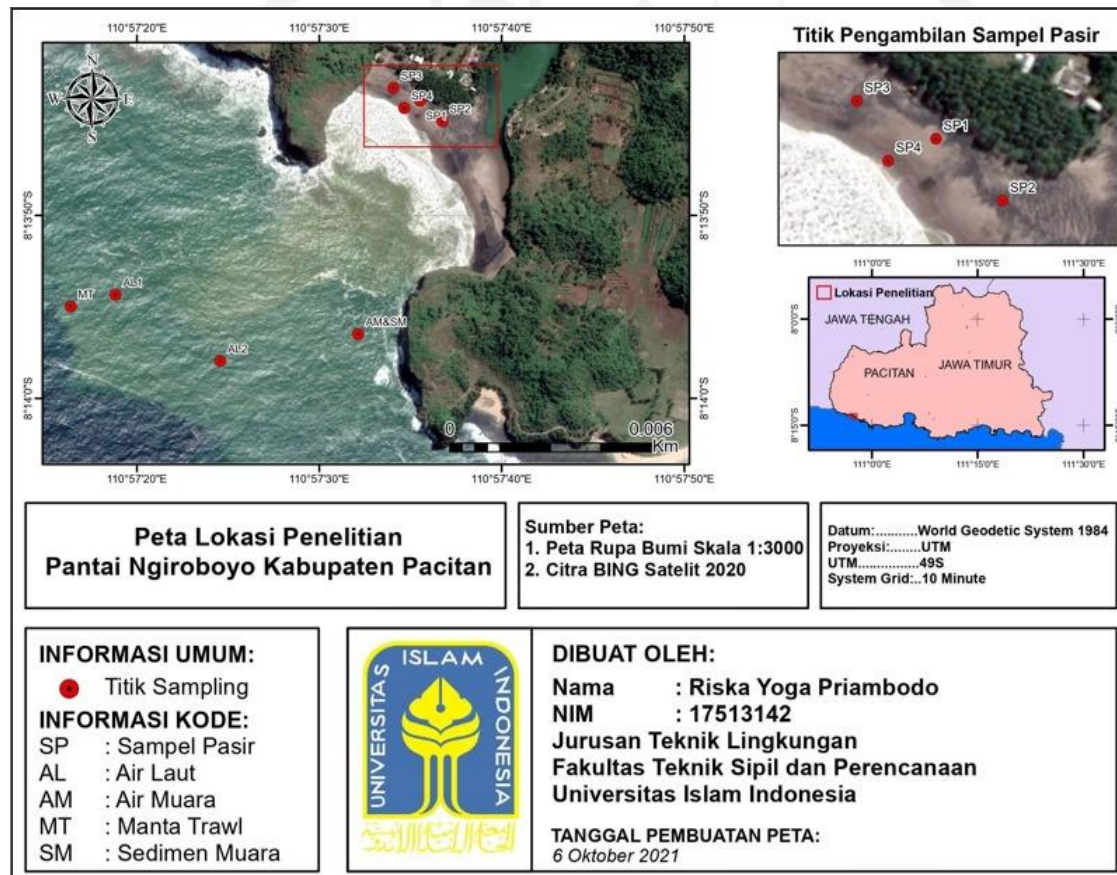 110°57'20"E 110°57'30"E 110°57'40"E 110°57'50"E
N
W E
S
SP3
SP4
SP1
SP2
8°13'50"S
8°13'50"S
MT
AL1
AM&SM
AL2
8°14'0"S
8°14'0"S
0 0.006
Km
110°57'20"E 110°57'30"E 110°57'40"E 110°57'50"E
Titik Pengambilan Sampel Pasir
SP3
SP1
SP4
SP2
111°0'0"E 111°15'0"E 111°30'0"E
Lokasi Penelitian
8°0'0"S
JAWA TENGAH
PACITAN
JAWA TIMUR
8°15'0"S
111°0'0"E 111°15'0"E 111°30'0"E
Peta Lokasi Penelitian
Pantai Ngiroboyo Kabupaten Pacitan
Sumber Peta:
1. Peta Rupa Bumi Skala 1:3000
2. Citra BING Satelit 2020
Datum:...........World Geodetic System 1984
Proyeksi:........UTM
UTM................49S
System Grid:..10 Minute
INFORMASI UMUM:
Titik Sampling
INFORMASI KODE:
SP : Sampel Pasir
AL : Air Laut
AM : Air Muara
MT : Manta Trawl
SM : Sedimen Muara
UNIVERSITAS ISLAM INDONESIA
DIBUAT OLEH:
Nama : Riska Yoga Priambodo
NIM : 17513142
Jurusan Teknik Lingkungan
Fakultas Teknik Sipil dan Perencanaan
Universitas Islam Indonesia
TANGGAL PEMBUATAN PETA:
6 Oktober 2021